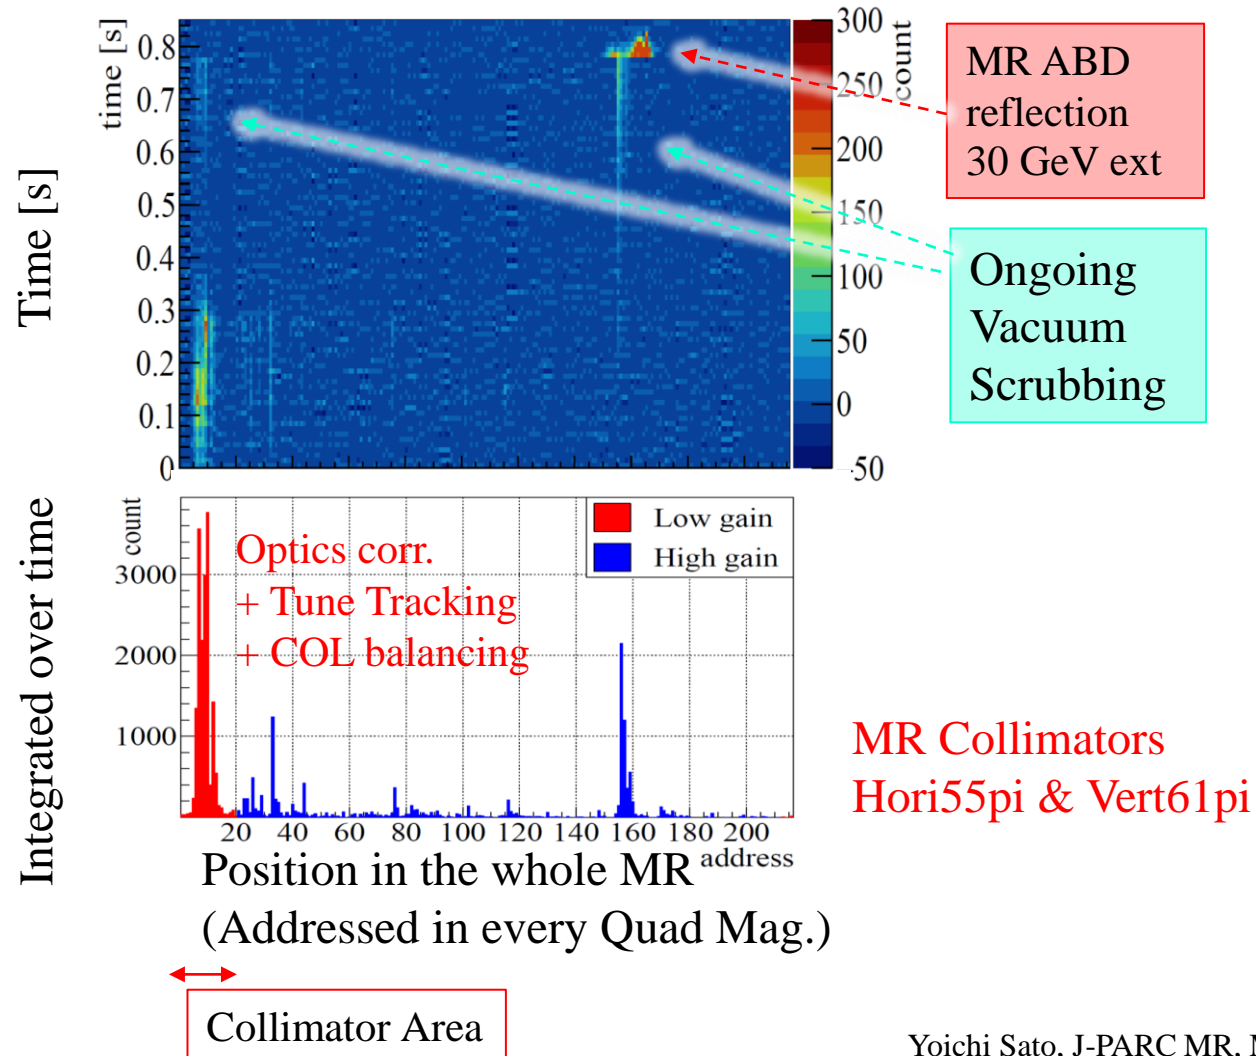 Time [s]
time [s]
0.8
0.7
0.6
0.5
0.4
0.3
0.2
0.1
0
300
250
200
150
100
50
0
-50
count
MR ABD
reflection
30 GeV ext
Ongoing
Vacuum
Scrubbing
Integrated over time
count
3000
2000
1000
Optics corr.
+ Tune Tracking
+ COL balancing
Low gain
High gain
20 40 60 80 100 120 140 160 180 200
address
Position in the whole MR
(Addressed in every Quad Mag.)
MR Collimators
Hori55pi & Vert61pi
Collimator Area
Yoichi Sato, J-PARC MR,